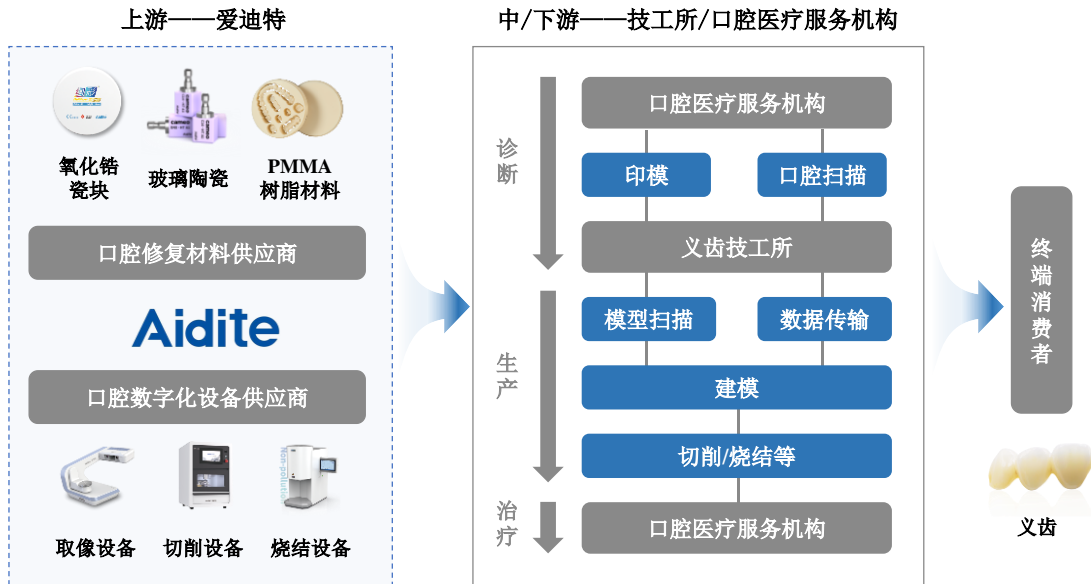 上游——爱迪特
氧化锆
瓷块
玻璃陶瓷
PMMA
树脂材料
口腔修复材料供应商
Aidite
口腔数字化设备供应商
Non-pollution
取像设备
切削设备
烧结设备
中/下游——技工所/口腔医疗服务机构
诊断
口腔医疗服务机构
印模
口腔扫描
义齿技工所
生产
模型扫描
数据传输
建模
切削/烧结等
治疗
口腔医疗服务机构
终端消费者
义齿